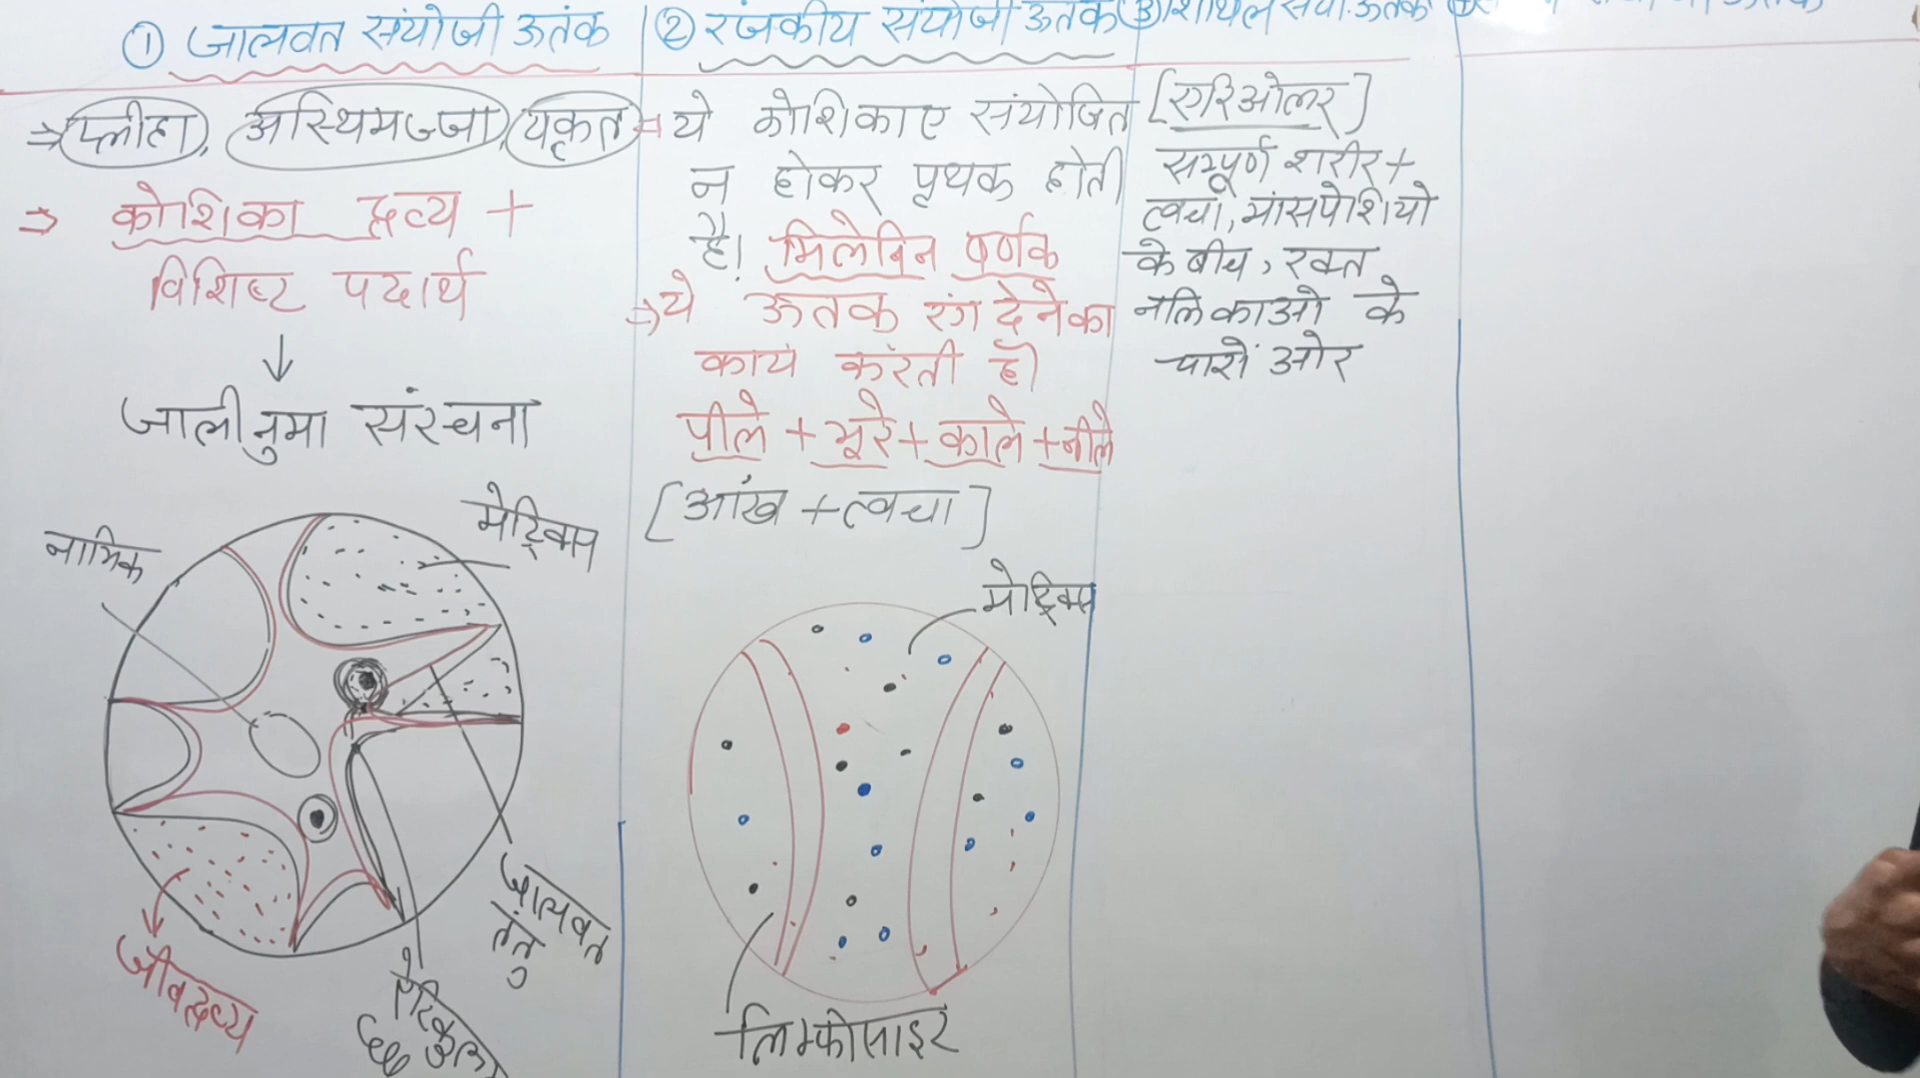 ① जालवत संयोजी ऊतंक
⇒ प्लीहा, अस्थिमज्जा, यकृत
⇒ कोशिका द्रव्य +
विशिष्ट पदार्थ
↓
जालीनुमा संरचना
नाभिक
मेट्रिक्स
जालवत
तंतु
जीवद्रव्य
② रंजकीय संयोजी ऊतक
⇒ ये कोशिकाए संयोजित
न होकर पृथक होती
है। मिलेनिन वर्णक
⇒ ये ऊतक रंग देने का
कार्य करती है।
पीले + भूरे + काले + नीले
[आंख + त्वचा]
मेट्रिक्स
लिम्फोसाइट
③ शिथिल संयो. ऊतक
[एरिओलर]
सम्पूर्ण शरीर +
त्वचा, मांसपेशियो
के बीच, रक्त
नलिकाओ के
चारों ओर